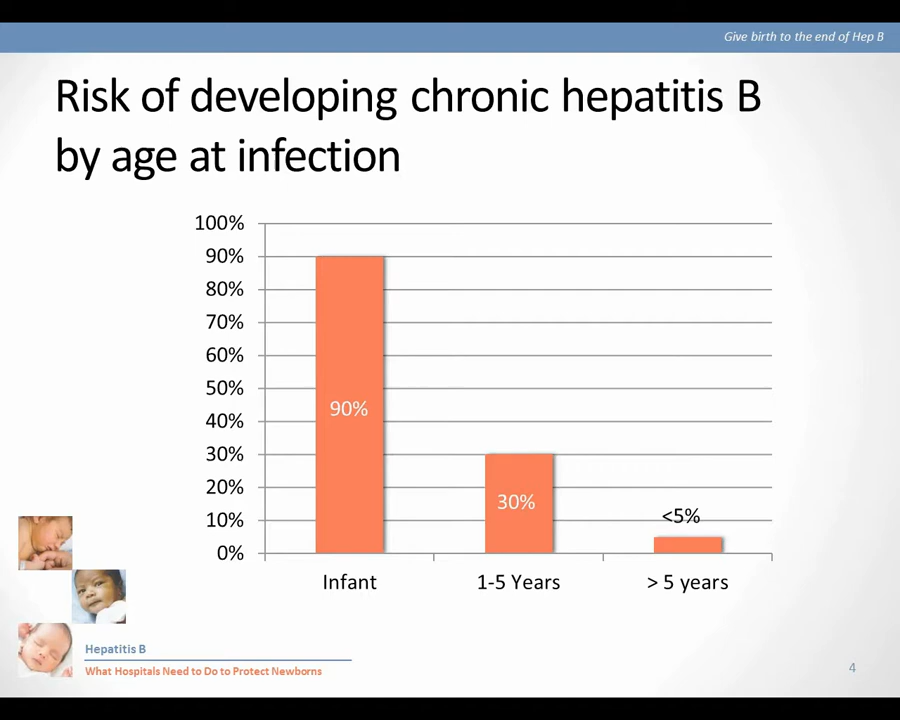 Give birth to the end of Hep B
Risk of developing chronic hepatitis B
by age at infection
100%
90%
80%
70%
60%
50%
40%
30%
20%
10%
0%
90%
30%
<5%
Infant
1-5 Years
> 5 years
Hepatitis B
What Hospitals Need to Do to Protect Newborns
4